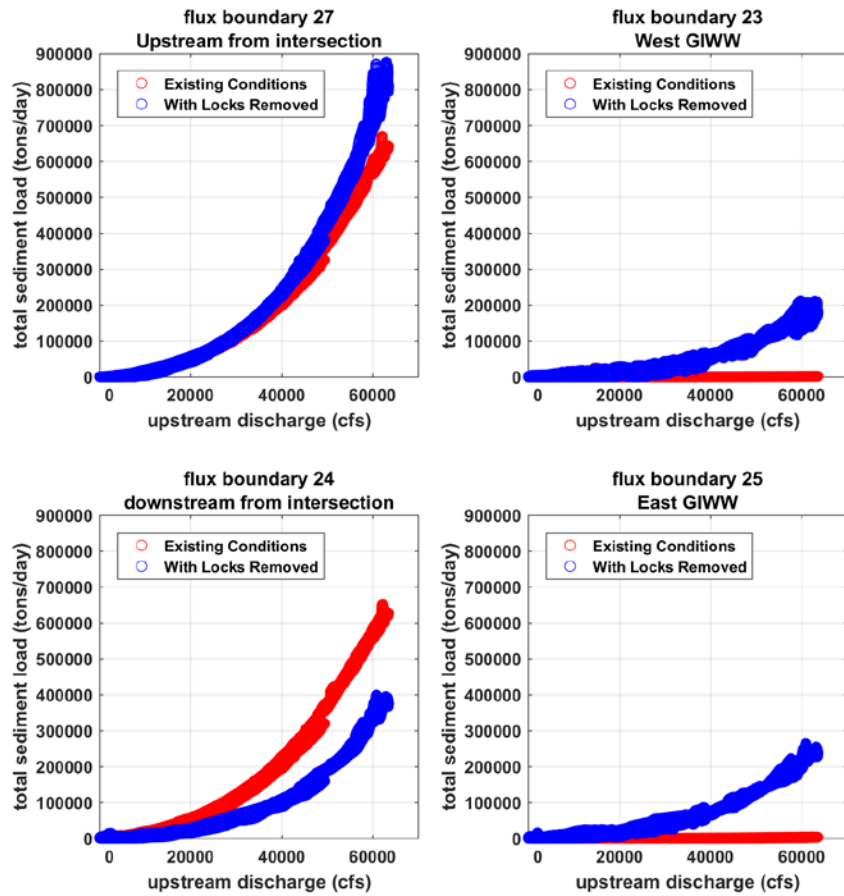 flux boundary 27
Upstream from intersection
900000
800000
700000
600000
500000
400000
300000
200000
100000
0
total sediment load (tons/day)
Existing Conditions
With Locks Removed
0 20000 40000 60000
upstream discharge (cfs)
flux boundary 23
West GIWW
900000
800000
700000
600000
500000
400000
300000
200000
100000
0
total sediment load (tons/day)
Existing Conditions
With Locks Removed
0 20000 40000 60000
upstream discharge (cfs)
flux boundary 24
downstream from intersection
900000
800000
700000
600000
500000
400000
300000
200000
100000
0
total sediment load (tons/day)
Existing Conditions
With Locks Removed
0 20000 40000 60000
upstream discharge (cfs)
flux boundary 25
East GIWW
900000
800000
700000
600000
500000
400000
300000
200000
100000
0
total sediment load (tons/day)
Existing Conditions
With Locks Removed
0 20000 40000 60000
upstream discharge (cfs)